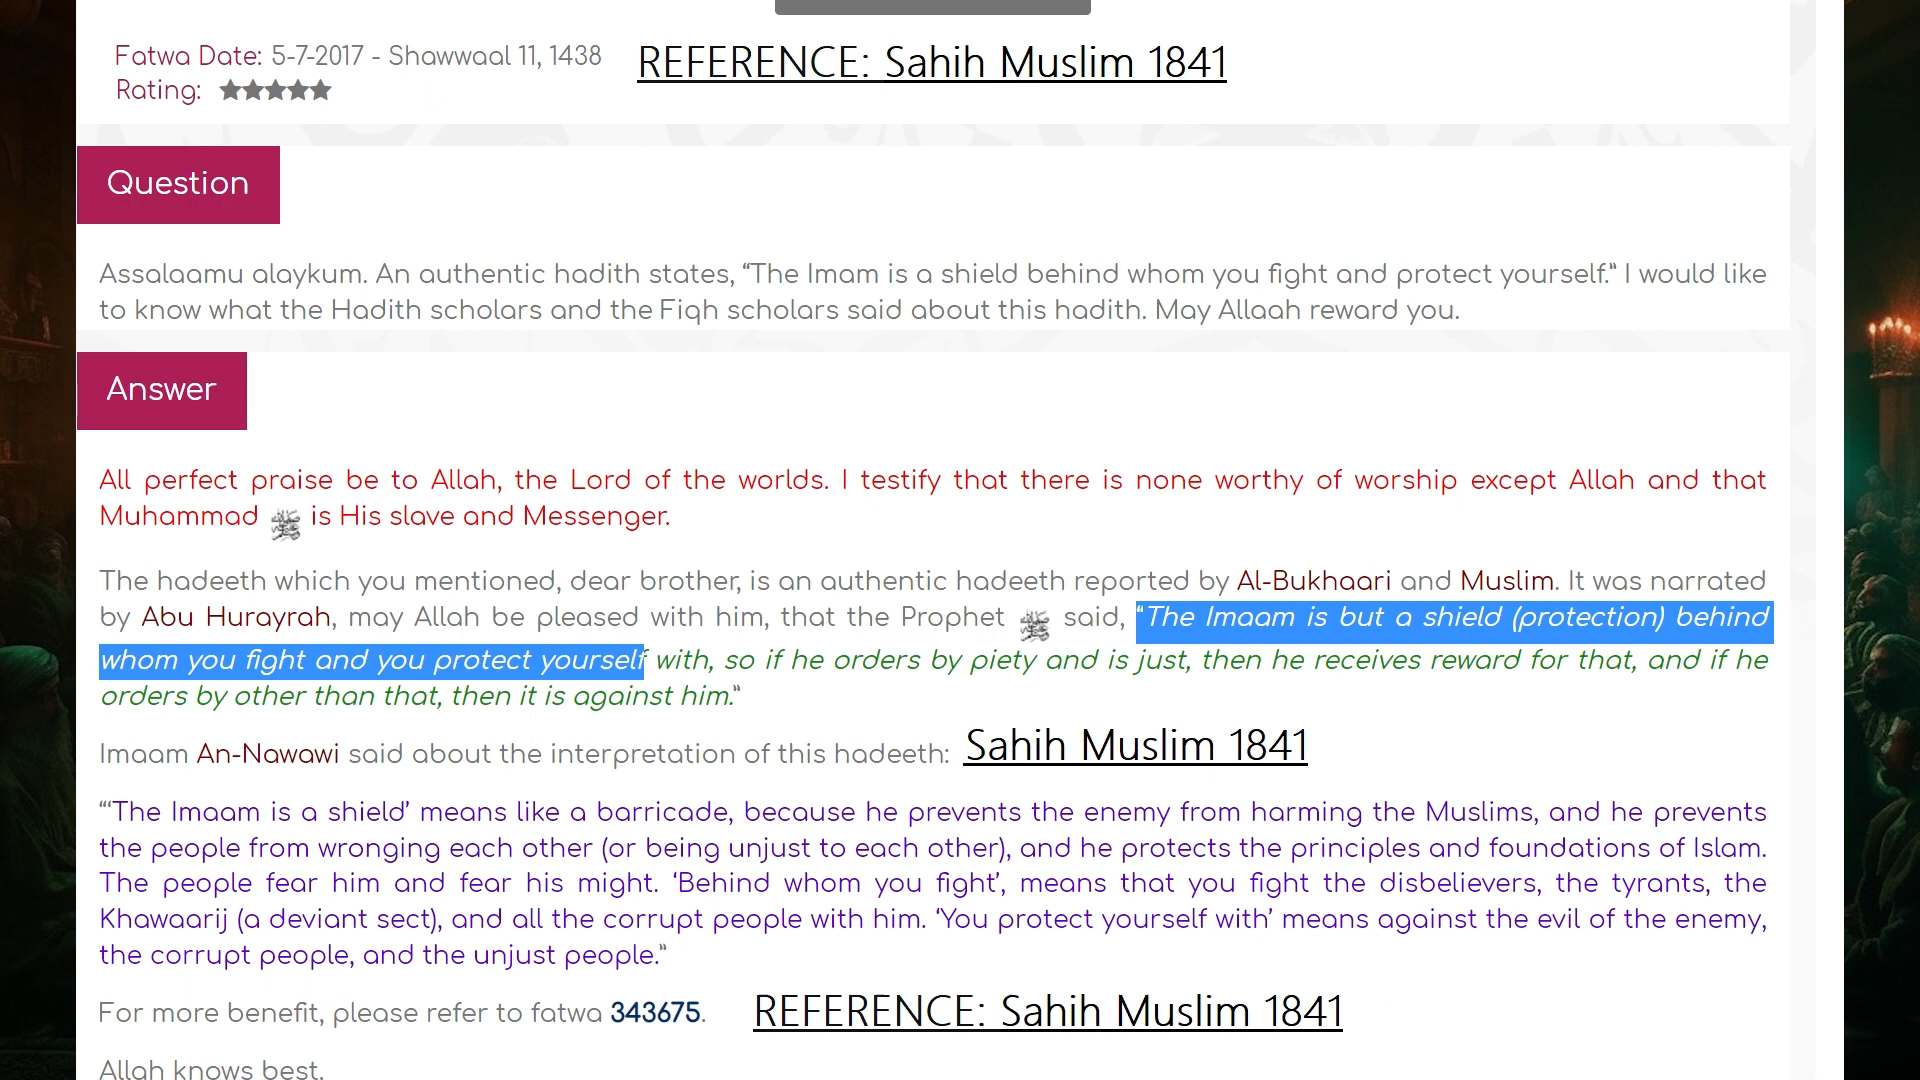 Fatwa Date: 5-7-2017 - Shawwaal 11, 1438
REFERENCE: Sahih Muslim 1841
Rating: ★★★★★
Question
Assalaamu alaykum. An authentic hadith states, “The Imam is a shield behind whom you fight and protect yourself.” I would like
to know what the Hadith scholars and the Fiqh scholars said about this hadith. May Allaah reward you.
Answer
All perfect praise be to Allah, the Lord of the worlds. I testify that there is none worthy of worship except Allah and that
Muhammad ﷺ is His slave and Messenger.
The hadeeth which you mentioned, dear brother, is an authentic hadeeth reported by Al-Bukhaari and Muslim. It was narrated
by Abu Hurayrah, may Allah be pleased with him, that the Prophet ﷺ said, “The Imaam is but a shield (protection) behind
whom you fight and you protect yourself with, so if he orders by piety and is just, then he receives reward for that, and if he
orders by other than that, then it is against him.”
Imaam An-Nawawi said about the interpretation of this hadeeth:
Sahih Muslim 1841
“‘The Imaam is a shield’ means like a barricade, because he prevents the enemy from harming the Muslims, and he prevents
the people from wronging each other (or being unjust to each other), and he protects the principles and foundations of Islam.
The people fear him and fear his might. ‘Behind whom you fight’, means that you fight the disbelievers, the tyrants, the
Khawaarij (a deviant sect), and all the corrupt people with him. ‘You protect yourself with’ means against the evil of the enemy,
the corrupt people, and the unjust people.”
For more benefit, please refer to fatwa 343675.
REFERENCE: Sahih Muslim 1841
Allah knows best.